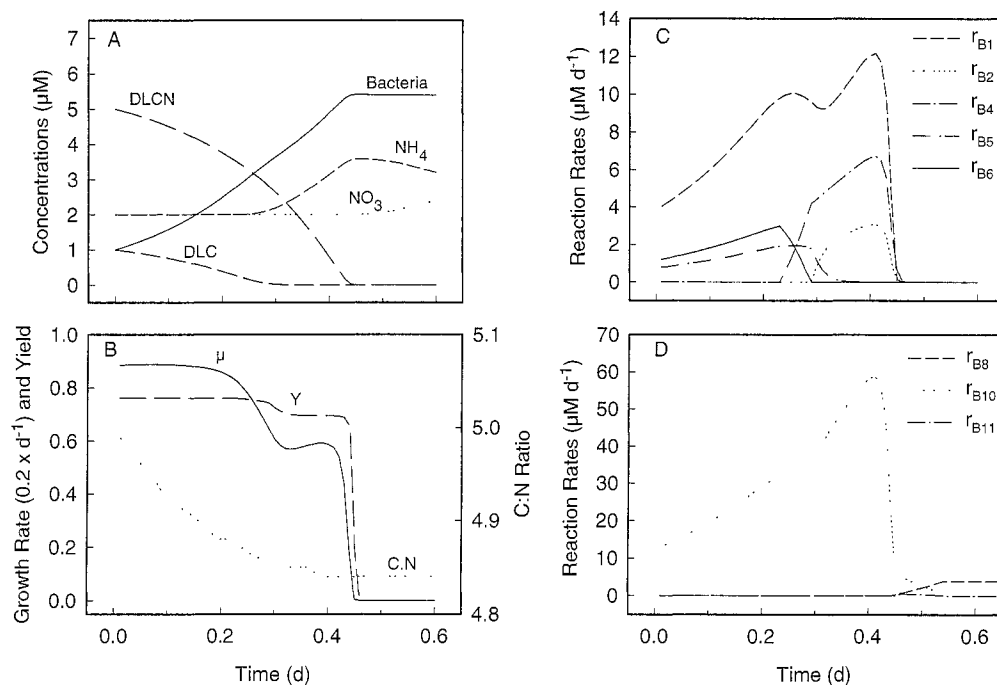 A
7
6
5
4
3
2
1
0
Concentrations (µM)
DLCN
Bacteria
NH4
NO3
DLC
B
1.0
0.8
0.6
0.4
0.2
0.0
Growth Rate (0.2 x d⁻¹) and Yield
µ
Y
C:N
5.1
5.0
4.9
4.8
C:N Ratio
0.0 0.2 0.4 0.6
Time (d)
C
14
12
10
8
6
4
2
0
Reaction Rates (µM d⁻¹)
rB1
rB2
rB4
rB5
rB6
D
70
60
50
40
30
20
10
0
Reaction Rates (µM d⁻¹)
rB8
rB10
rB11
0.0 0.2 0.4 0.6
Time (d)